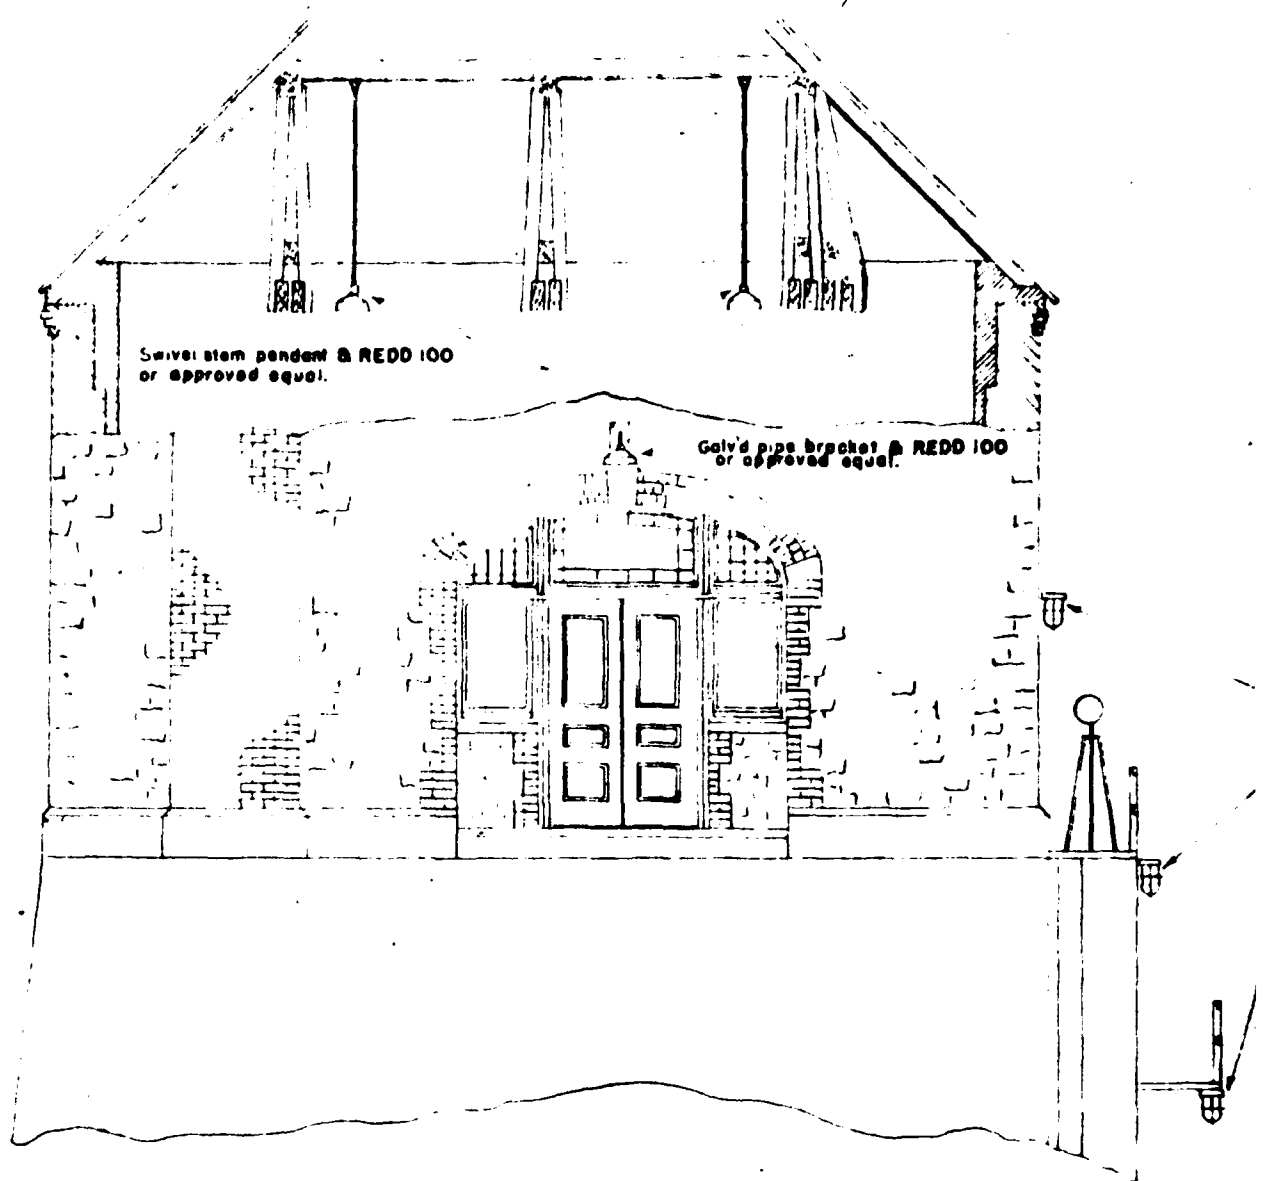 Swivel stem pendant & REDD 100
or approved equal.
Galv'd pipe bracket & REDD 100
or approved equal.